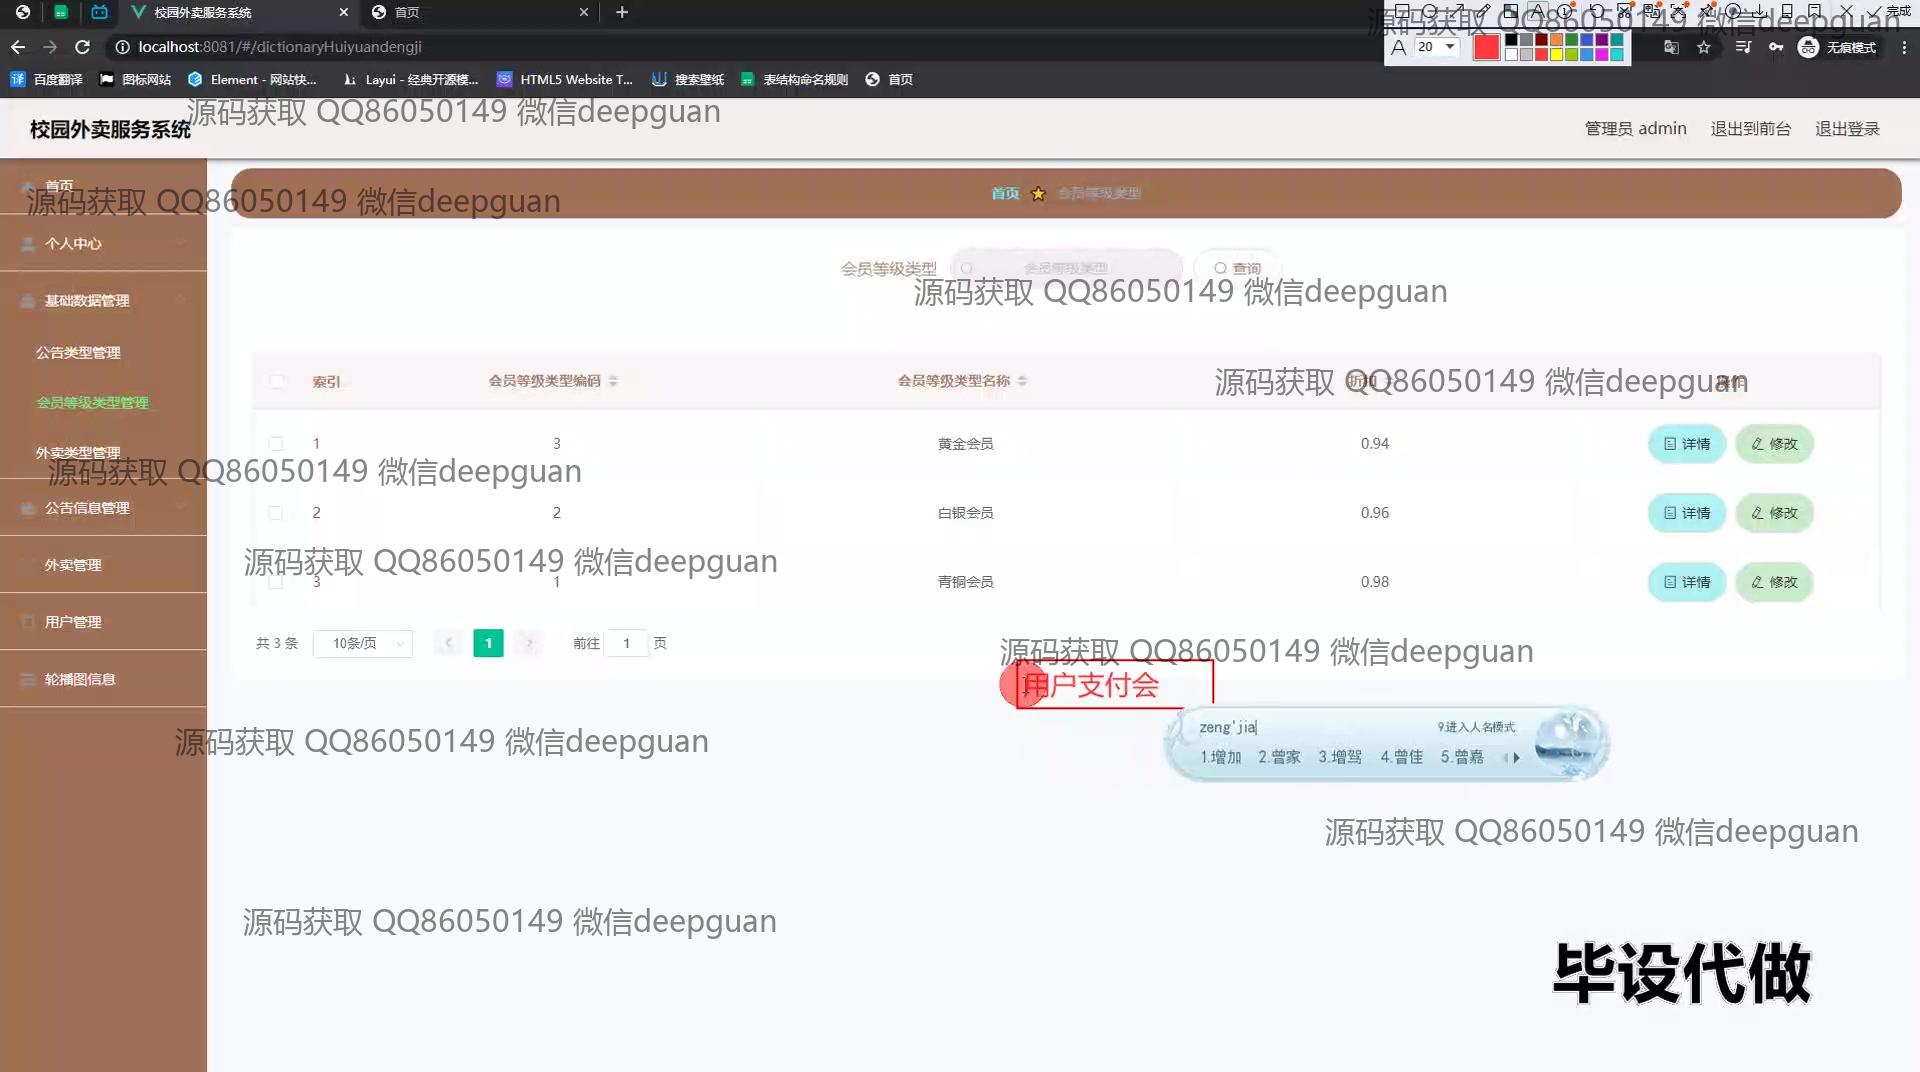 校园外卖服务系统
首页
完成
localhost:8081/#/dictionaryHuiyuandengji
A 20
无痕模式
百度翻译
图标网站
Element - 网站快...
Layui - 经典开源模...
HTML5 Website T...
搜索壁纸
表结构命名规则
首页
源码获取 QQ86050149 微信deepguan
源码获取 QQ86050149 微信deepguan
校园外卖服务系统
管理员 admin
退出到前台
退出登录
首页
源码获取 QQ86050149 微信deepguan
个人中心
基础数据管理
公告类型管理
会员等级类型管理
外卖类型管理
源码获取 QQ86050149 微信deepguan
公告信息管理
外卖管理
用户管理
轮播图信息
首页 会员等级类型
会员等级类型 会员等级类型 查询
源码获取 QQ86050149 微信deepguan
索引 会员等级类型编码 会员等级类型名称 折扣 操作
源码获取 QQ86050149 微信deepguan
1 3 黄金会员 0.94 详情 修改
2 2 白银会员 0.96 详情 修改
源码获取 QQ86050149 微信deepguan
3 1 青铜会员 0.98 详情 修改
共 3 条 10条/页 1 前往 1 页
源码获取 QQ86050149 微信deepguan
用户支付会
zeng'jia 9进入人名模式
1.增加 2.曾家 3.增驾 4.曾佳 5.曾嘉
源码获取 QQ86050149 微信deepguan
源码获取 QQ86050149 微信deepguan
源码获取 QQ86050149 微信deepguan
毕设代做